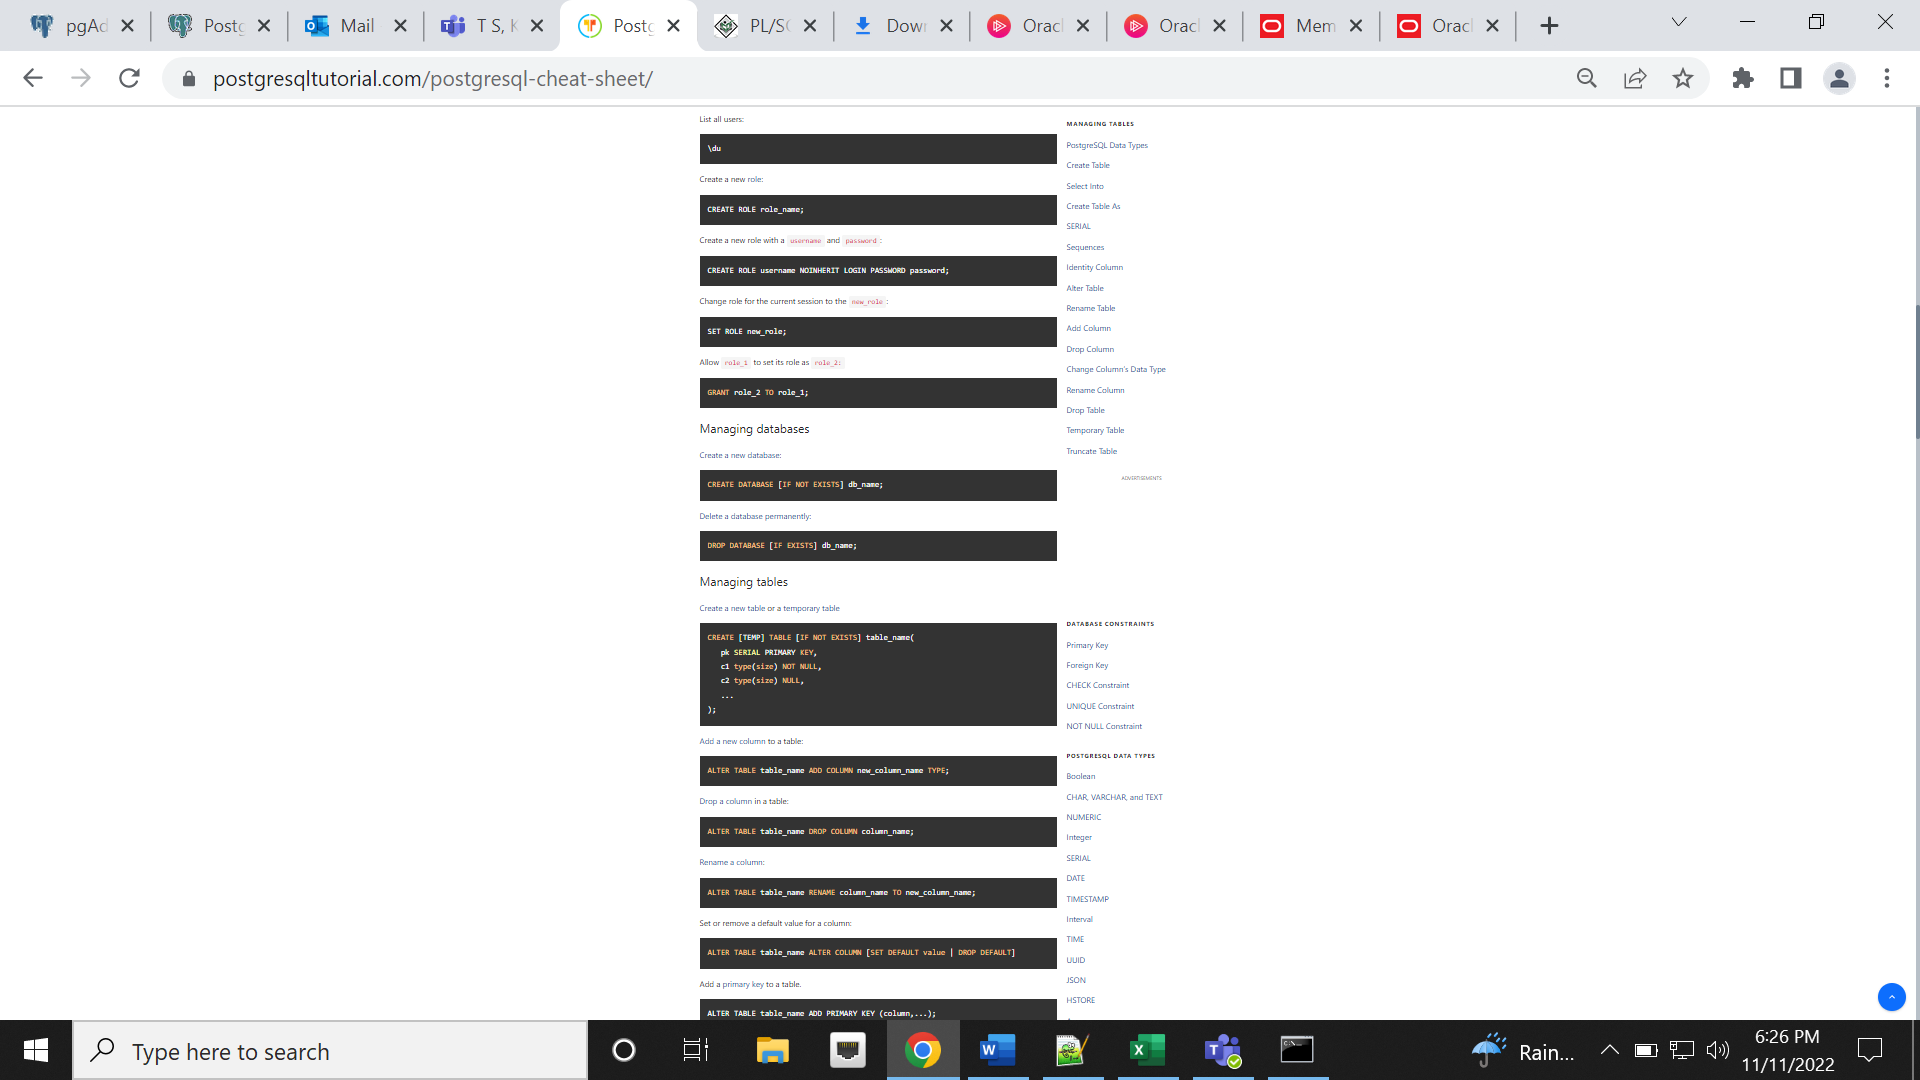 pgAd
Postg
Mail
T S, K
Postg
PL/SQ
Down
Oracl
Oracl
Mem
Oracl
postgresqltutorial.com/postgresql-cheat-sheet/
List all users:
\du
Create a new role:
CREATE ROLE role_name;
Create a new role with a username and password :
CREATE ROLE username NOINHERIT LOGIN PASSWORD password;
Change role for the current session to the new_role :
SET ROLE new_role;
Allow role_1 to set its role as role_2:
GRANT role_2 TO role_1;
Managing databases
Create a new database:
CREATE DATABASE [IF NOT EXISTS] db_name;
Delete a database permanently:
DROP DATABASE [IF EXISTS] db_name;
Managing tables
Create a new table or a temporary table
CREATE [TEMP] TABLE [IF NOT EXISTS] table_name(
pk SERIAL PRIMARY KEY,
c1 type(size) NOT NULL,
c2 type(size) NULL,
...
);
Add a new column to a table:
ALTER TABLE table_name ADD COLUMN new_column_name TYPE;
Drop a column in a table:
ALTER TABLE table_name DROP COLUMN column_name;
Rename a column:
ALTER TABLE table_name RENAME column_name TO new_column_name;
Set or remove a default value for a column:
ALTER TABLE table_name ALTER COLUMN [SET DEFAULT value | DROP DEFAULT]
Add a primary key to a table.
ALTER TABLE table_name ADD PRIMARY KEY (column,...);
MANAGING TABLES
PostgreSQL Data Types
Create Table
Select Into
Create Table As
SERIAL
Sequences
Identity Column
Alter Table
Rename Table
Add Column
Drop Column
Change Column's Data Type
Rename Column
Drop Table
Temporary Table
Truncate Table
ADVERTISEMENTS
DATABASE CONSTRAINTS
Primary Key
Foreign Key
CHECK Constraint
UNIQUE Constraint
NOT NULL Constraint
POSTGRESQL DATA TYPES
Boolean
CHAR, VARCHAR, and TEXT
NUMERIC
Integer
SERIAL
DATE
TIMESTAMP
Interval
TIME
UUID
JSON
HSTORE
Type here to search
Rain...
6:26 PM
11/11/2022